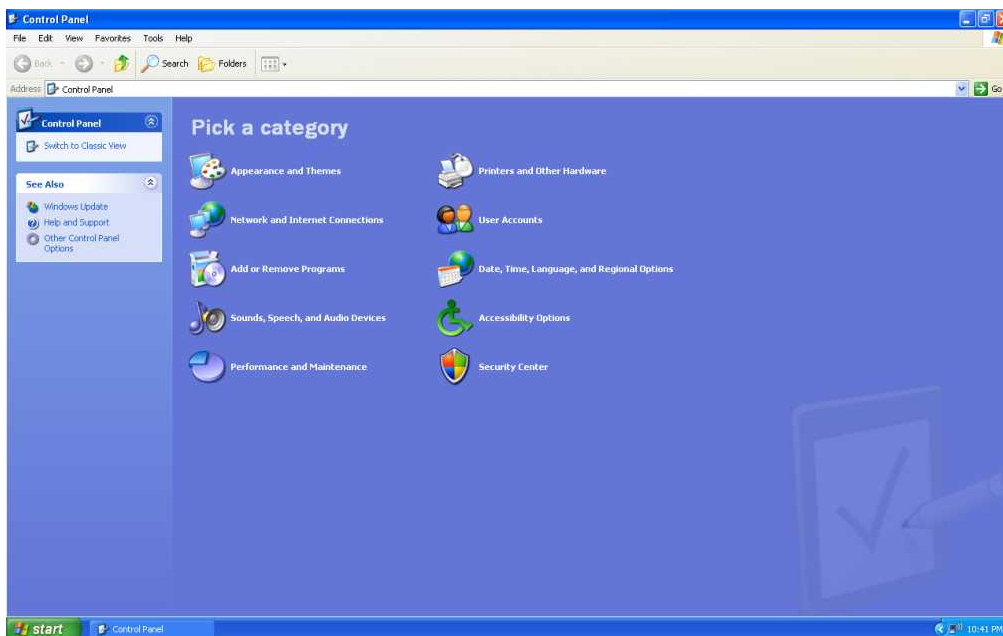 Control Panel
File Edit View Favorites Tools Help
Back Search Folders
Address Control Panel Go
Control Panel
Switch to Classic View
See Also
Windows Update
Help and Support
Other Control Panel
Options
Pick a category
Appearance and Themes
Printers and Other Hardware
Network and Internet Connections
User Accounts
Add or Remove Programs
Date, Time, Language, and Regional Options
Sounds, Speech, and Audio Devices
Accessibility Options
Performance and Maintenance
Security Center
start Control Panel 10:41 PM